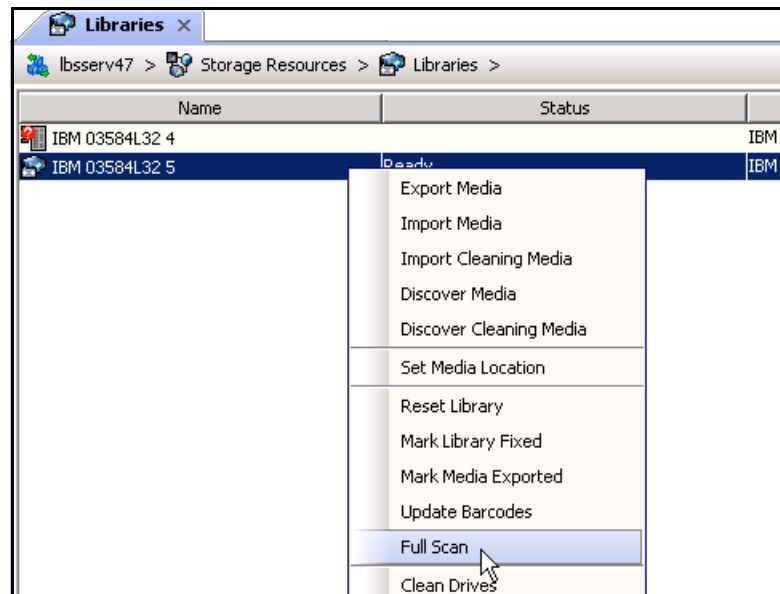 Libraries
lbsserv47 > Storage Resources > Libraries >
Name Status
IBM 03584L32 4 IBM
IBM 03584L32 5 Ready IBM
Export Media
Import Media
Import Cleaning Media
Discover Media
Discover Cleaning Media
Set Media Location
Reset Library
Mark Library Fixed
Mark Media Exported
Update Barcodes
Full Scan
Clean Drives